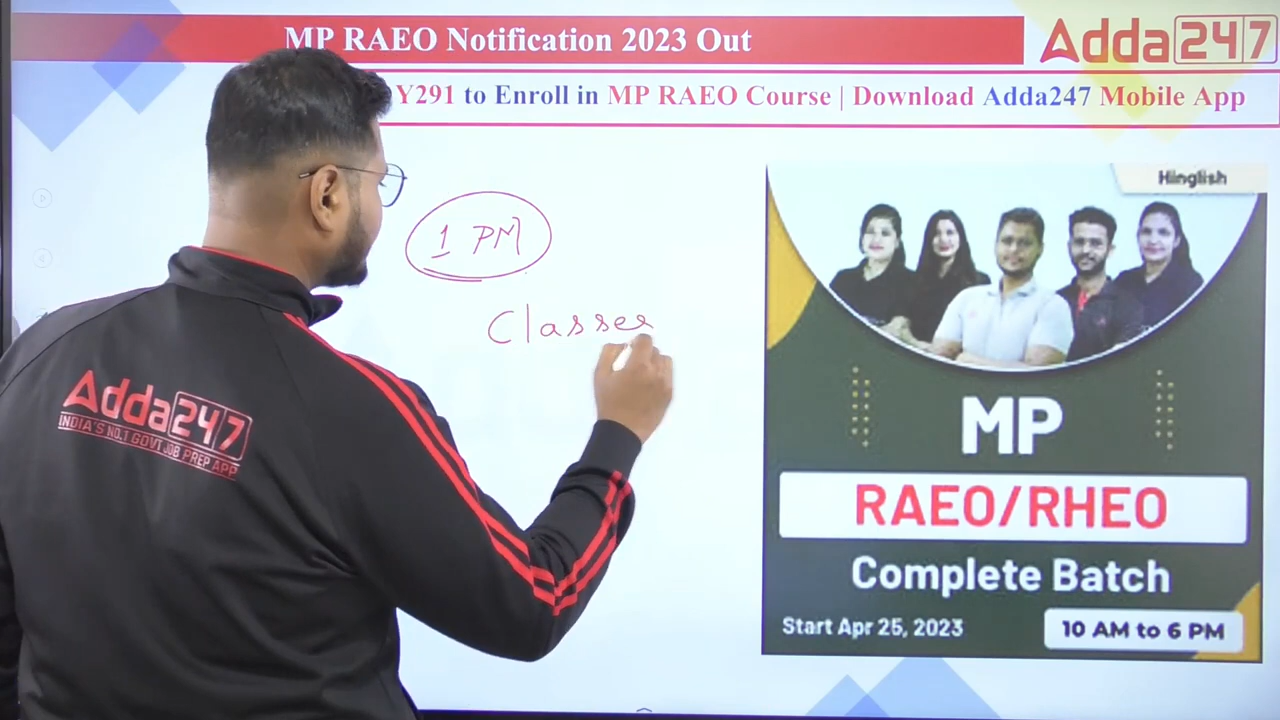 MP RAEO Notification 2023 Out
Adda247
Y291 to Enroll in MP RAEO Course | Download Adda247 Mobile App
Hinglish
1 PM
Classes
Adda247
INDIA'S NO.1 GOVT JOB PREP APP
MP
RAEO/RHEO
Complete Batch
Start Apr 25, 2023
10 AM to 6 PM